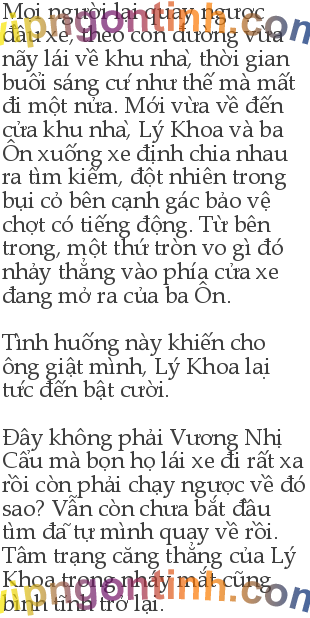 Mọi người lại quay ngược
đầu xe, theo con đường vừa
nãy lái về khu nhà, thời gian
buổi sáng cứ như thế mà mất
đi một nửa. Mới vừa về đến
cửa khu nhà, Lý Khoa và ba
Ôn xuống xe định chia nhau
ra tìm kiếm, đột nhiên trong
bụi cỏ bên cạnh gác bảo vệ
chợt có tiếng động. Từ bên
trong, một thứ tròn vo gì đó
nhảy thẳng vào phía cửa xe
đang mở ra của ba Ôn.
Tình huống này khiến cho
ông giật mình, Lý Khoa lại
tức đến bật cười.
Đây không phải Vương Nhị
Cẩu mà bọn họ lái xe đi rất xa
rồi còn phải chạy ngược về đó
sao? Vẫn còn chưa bắt đầu
tìm đã tự mình quay về rồi.
Tâm trạng căng thẳng của Lý
Khoa trong nháy mắt cũng
bình tĩnh trở lại.
vipngontinh.com
vipngontinh.com